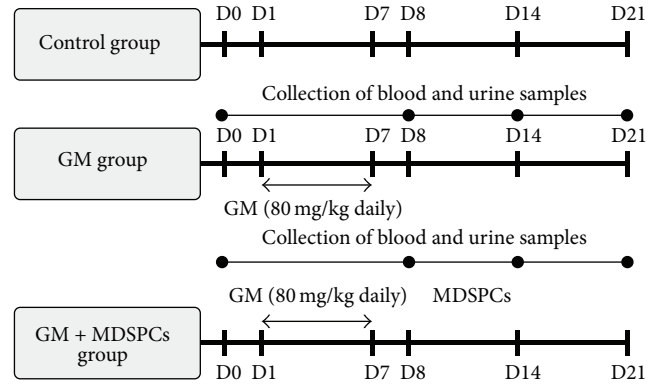 D0 D1 D7 D8 D14 D21
Control group
Collection of blood and urine samples
D0 D1 D7 D8 D14 D21
GM group
GM (80 mg/kg daily)
Collection of blood and urine samples
GM (80 mg/kg daily) MDSPCs
GM + MDSPCs
group
D0 D1 D7 D8 D14 D21